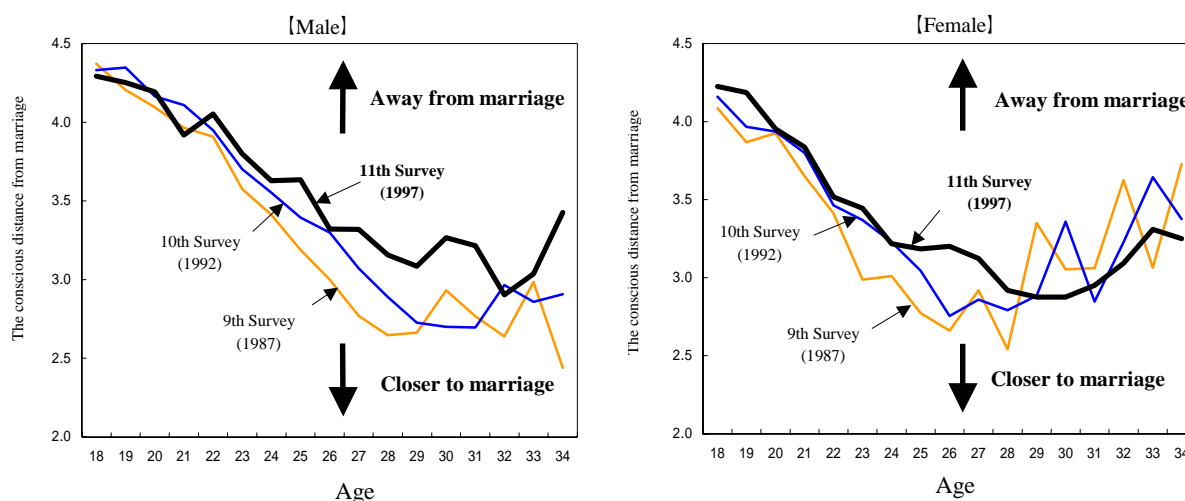 【Male】
4.5
4.0
3.5
3.0
2.5
2.0
The conscious distance from marriage
Away from marriage
11th Survey
(1997)
10th Survey
(1992)
9th Survey
(1987)
Closer to marriage
18 19 20 21 22 23 24 25 26 27 28 29 30 31 32 33 34
Age
【Female】
4.5
4.0
3.5
3.0
2.5
2.0
The conscious distance from marriage
Away from marriage
11th Survey
(1997)
10th Survey
(1992)
9th Survey
(1987)
Closer to marriage
18 19 20 21 22 23 24 25 26 27 28 29 30 31 32 33 34
Age